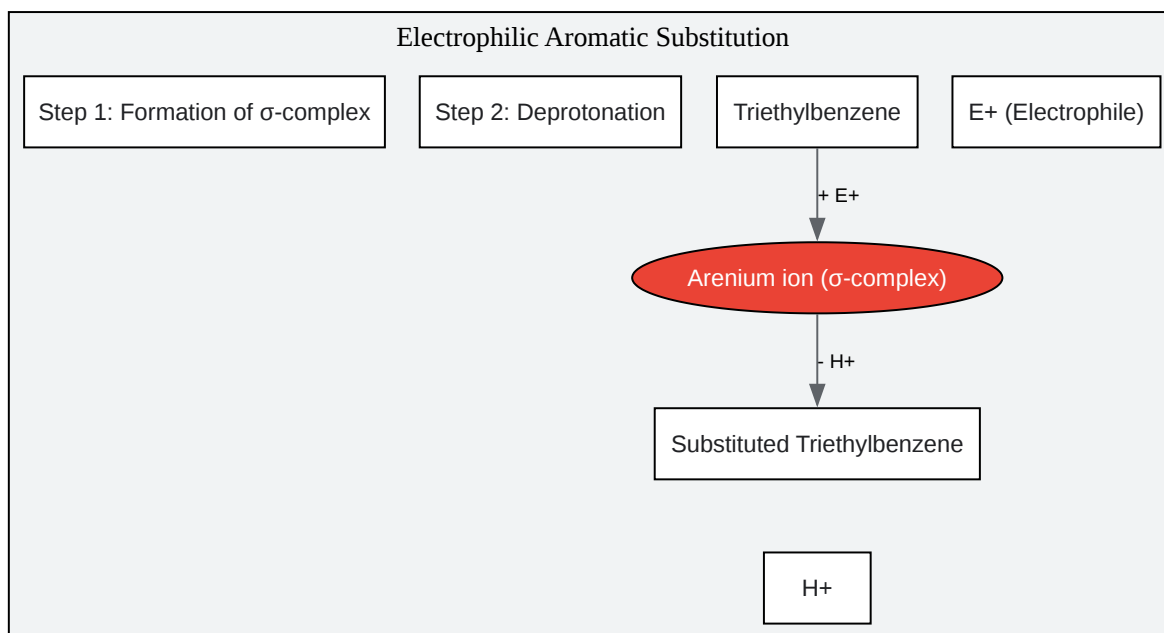 Electrophilic Aromatic Substitution
Step 1: Formation of σ-complex
Step 2: Deprotonation
Triethylbenzene
E+ (Electrophile)
+ E+
Arenium ion (σ-complex)
- H+
Substituted Triethylbenzene
H+